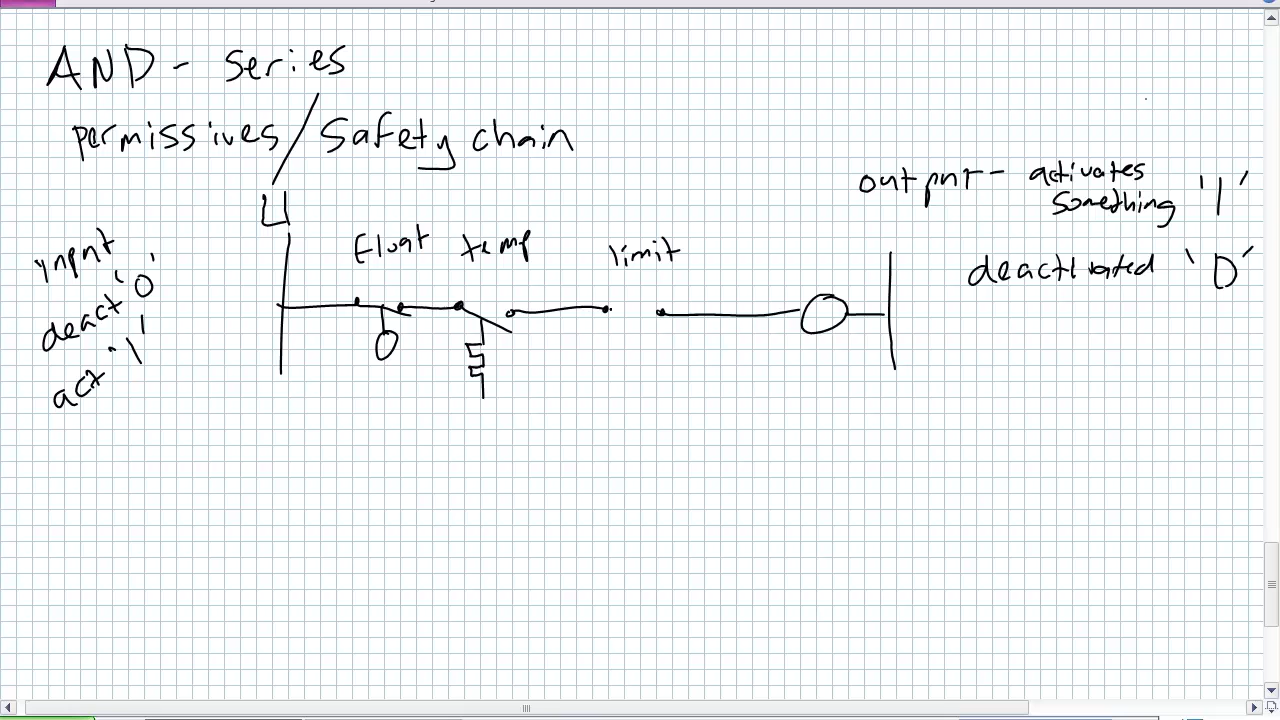 AND - series
permissives / Safety chain
output - activates something '1'
deactivated '0'
input
deact '0'
act '1'
float temp limit